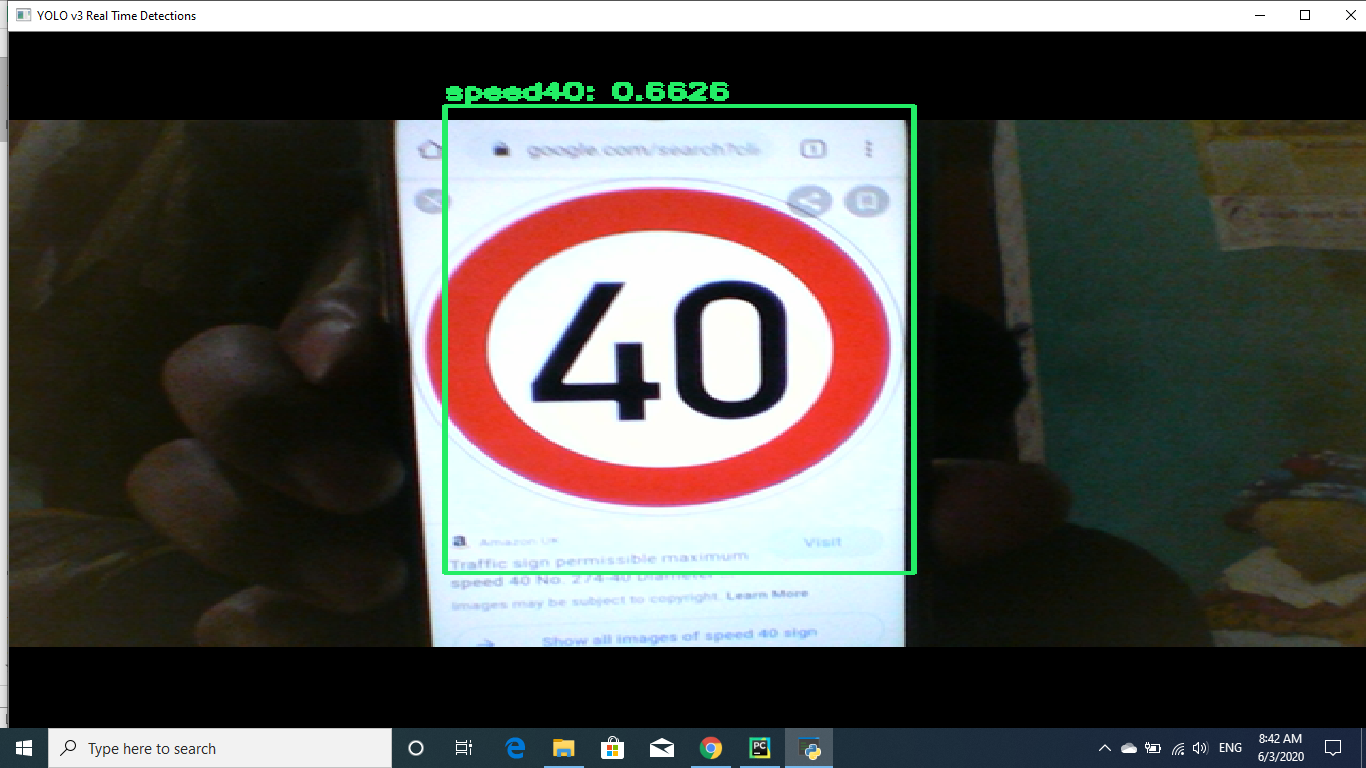 YOLO v3 Real Time Detections
speed40: 0.6626
google.com/search?cli
1
40
Amazon UK
Visit
Traffic sign permissible maximum
speed 40 No. 274-40 Diameter
Images may be subject to copyright. Learn More
Show all images of speed 40 sign
Type here to search
PC
ENG
8:42 AM
6/3/2020